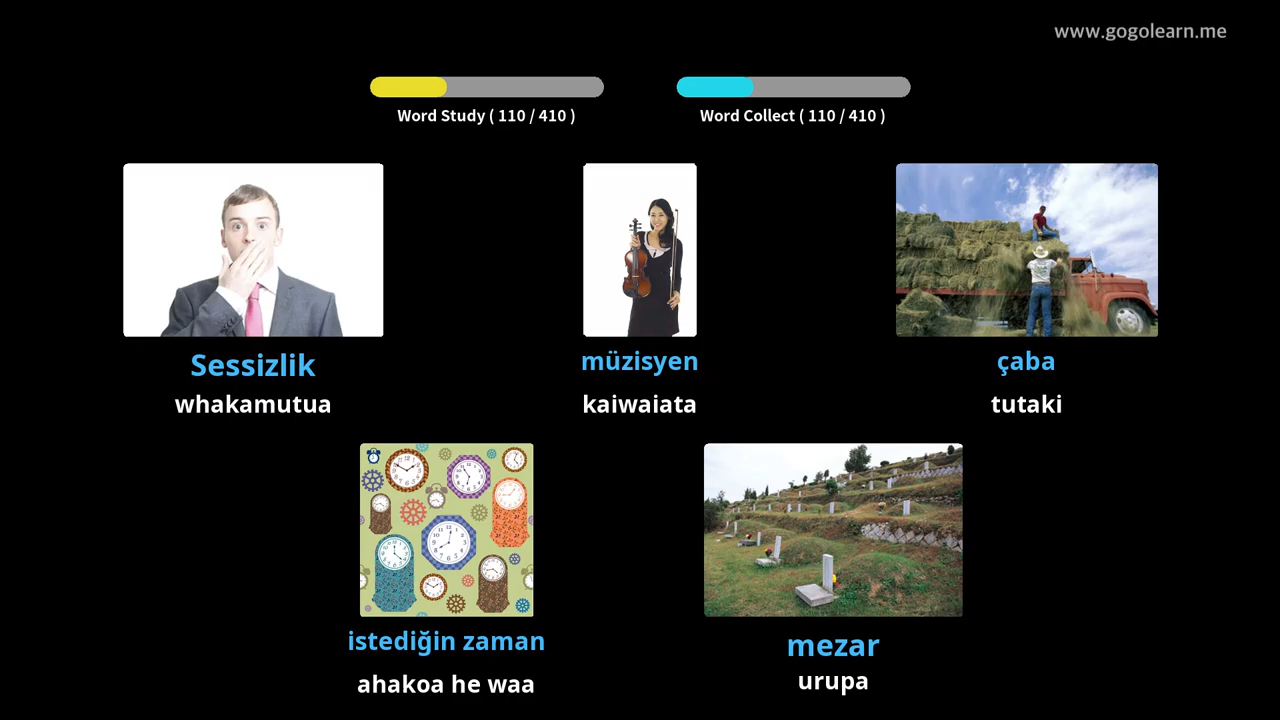 www.gogolearn.me
Word Study ( 110 / 410 )
Word Collect ( 110 / 410 )
Sessizlik
whakamutua
müzisyen
kaiwaiata
çaba
tutaki
istediğin zaman
ahakoa he waa
mezar
urupa